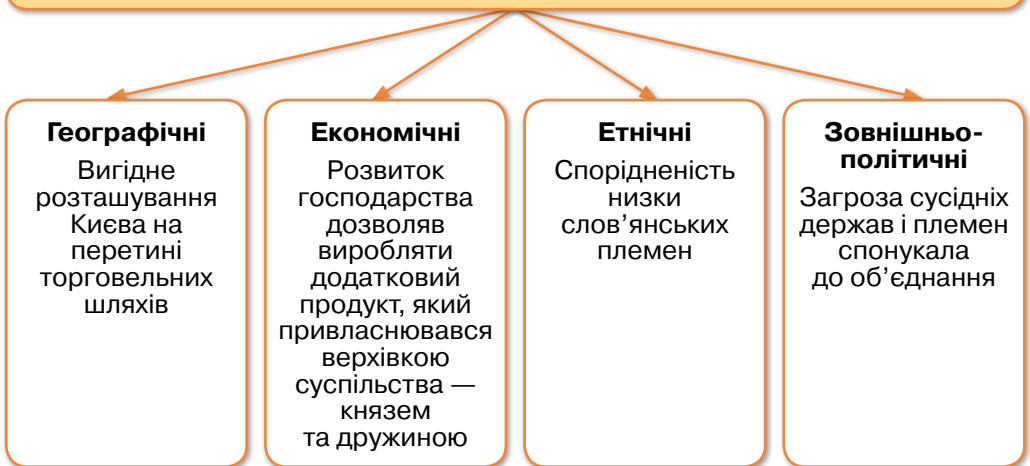 Географічні
Вигідне
розташування
Києва на
перетині
торговельних
шляхів
Економічні
Розвиток
господарства
дозволяв
виробляти
додатковий
продукт, який
привласнювався
верхівкою
суспільства —
князем
та дружиною
Етнічні
Спорідненість
низки
слов’янських
племен
Зовнішньо-
політичні
Загроза сусідніх
держав і племен
спонукала
до об’єднання